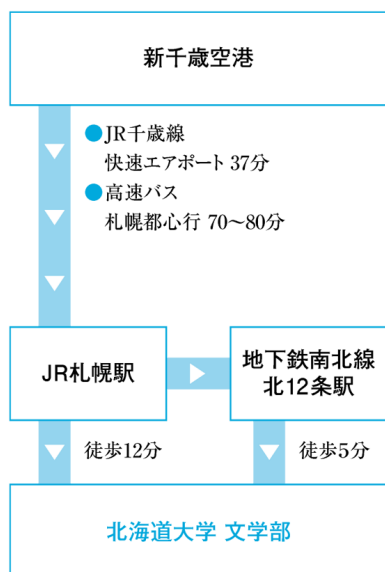 新千歳空港
●JR千歳線
快速エアポート 37分
●高速バス
札幌都心行 70〜80分
JR札幌駅
地下鉄南北線
北12条駅
徒歩12分
徒歩5分
北海道大学 文学部